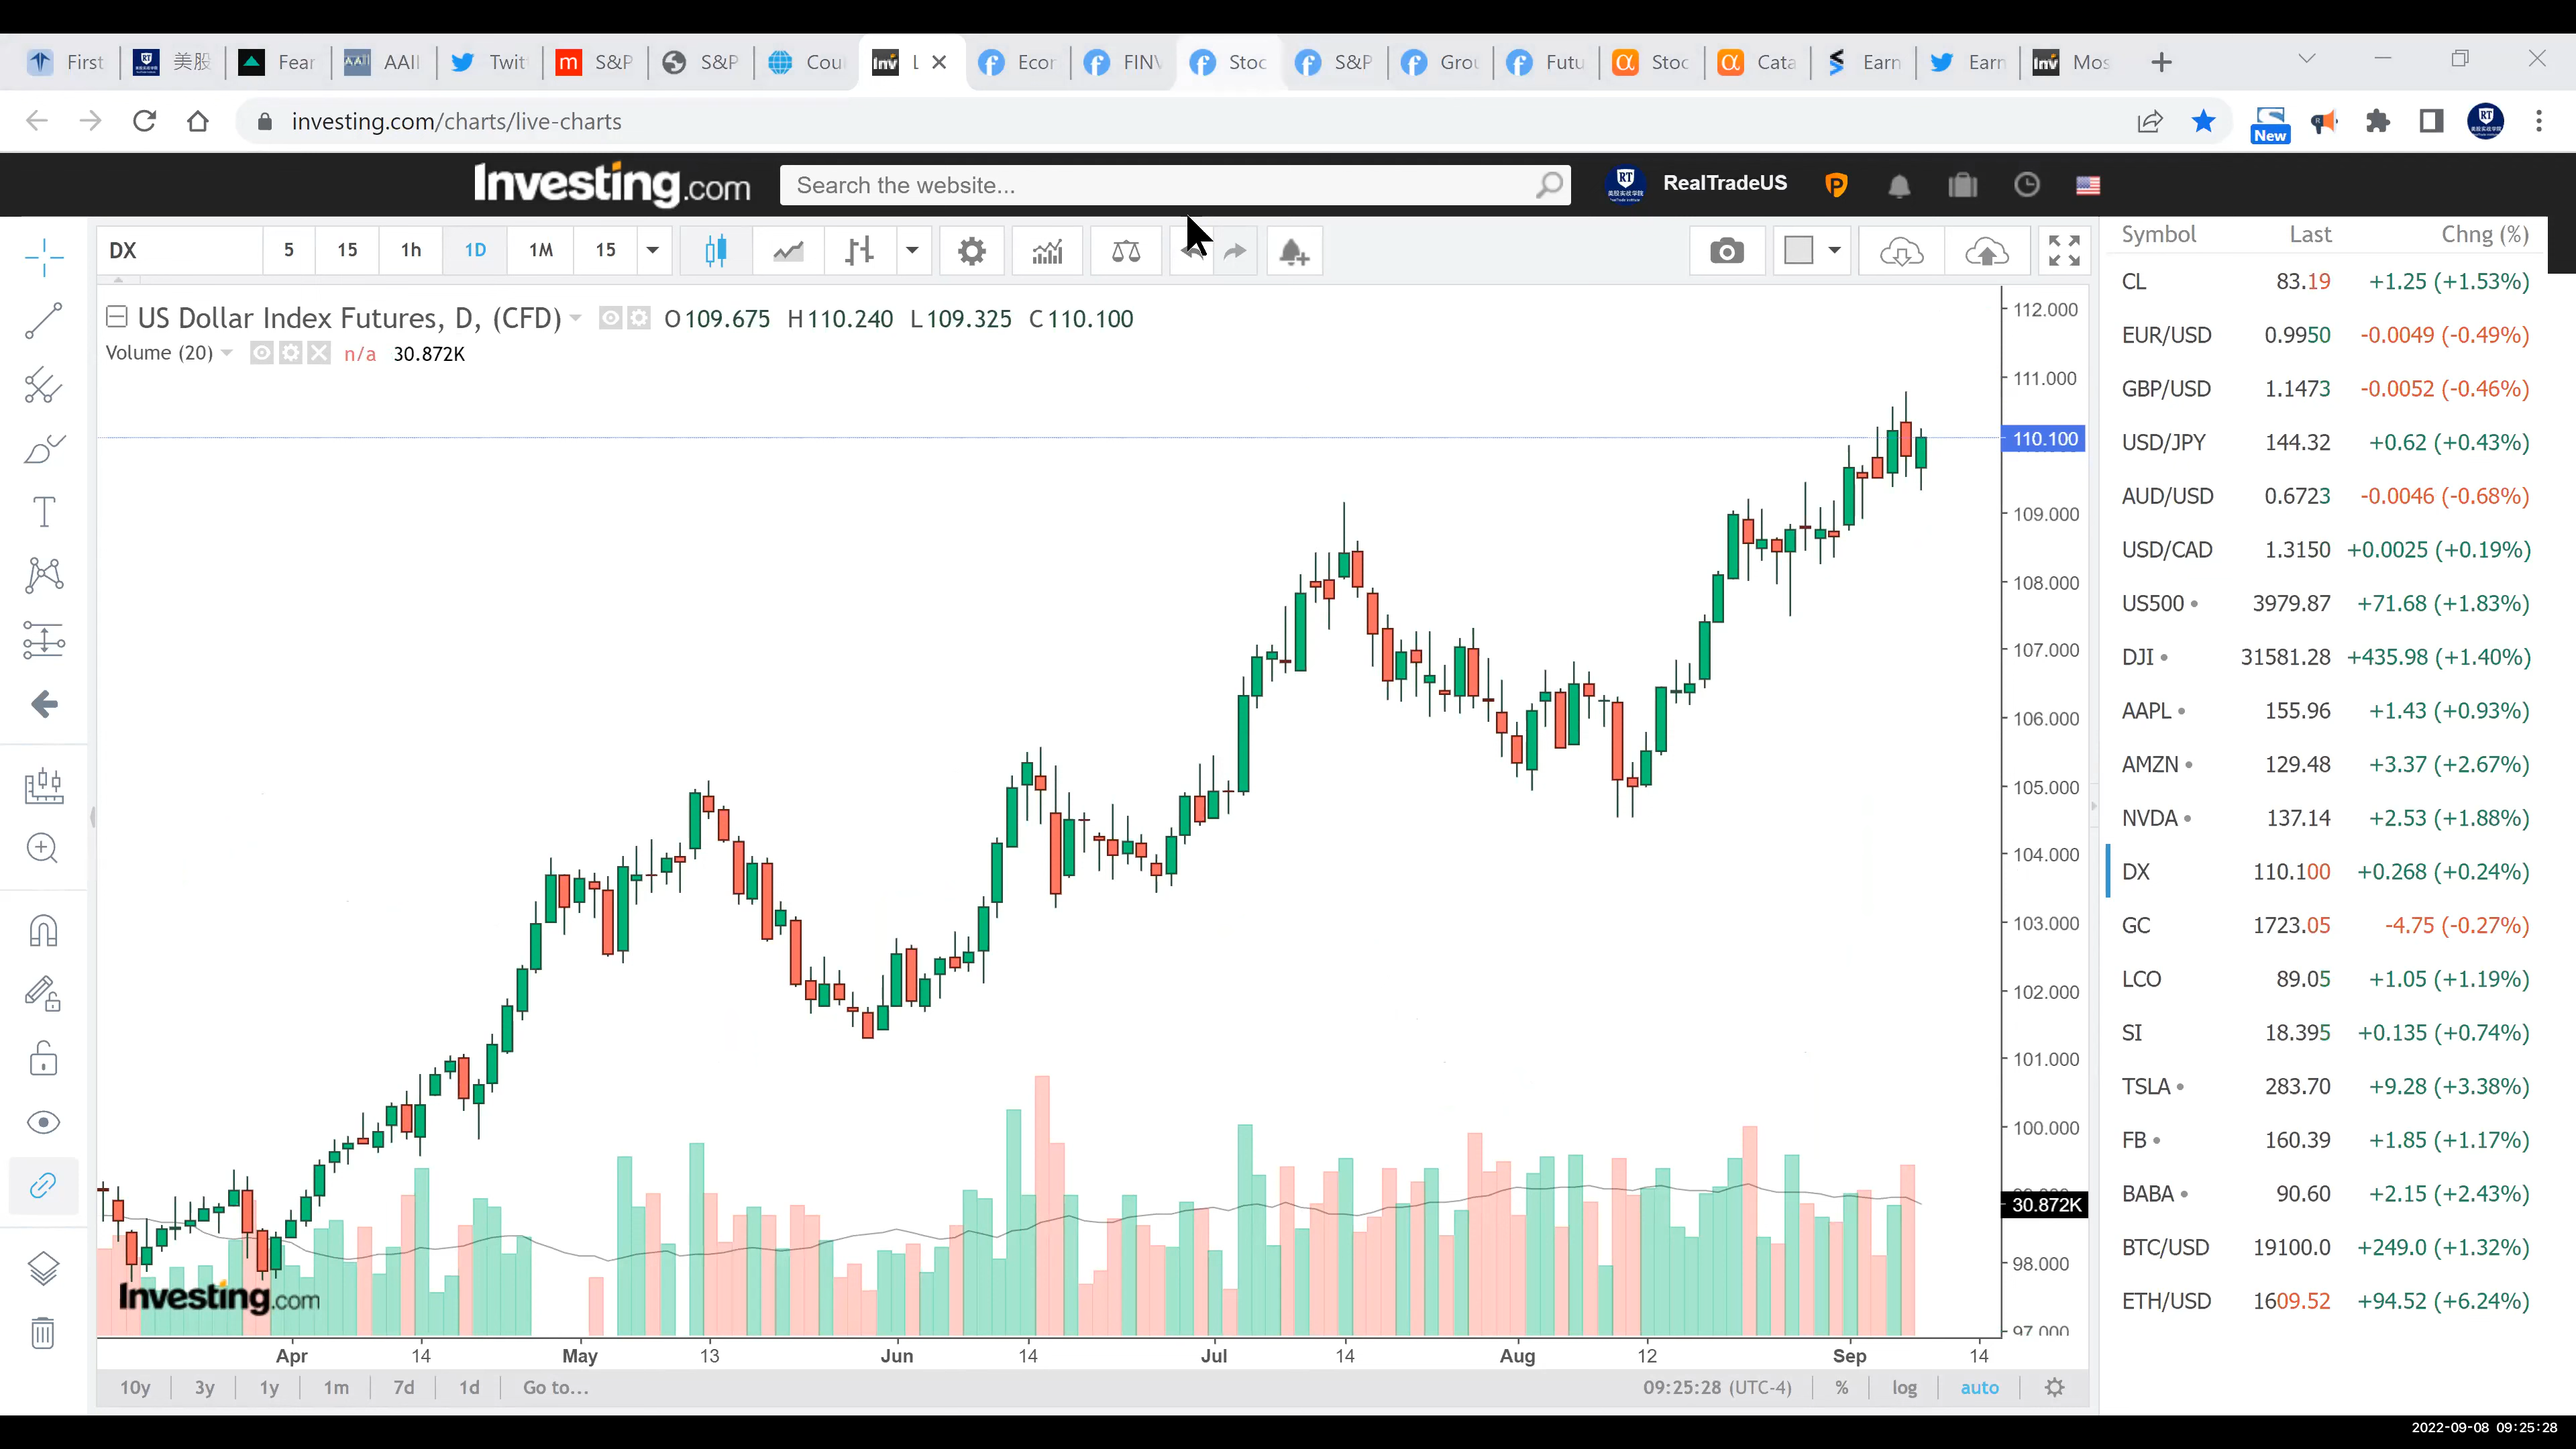 First 美股 Fear AAII Twit S&P S&P Cou L Ecor FINV Stoc S&P Grou Futu Stoc Cata Earn Earn Mos
investing.com/charts/live-charts
New
Investing.com Search the website... RealTradeUS
DX 5 15 1h 1D 1M 15
Symbol Last Chng (%)
US Dollar Index Futures, D, (CFD) O109.675 H110.240 L109.325 C110.100
Volume (20) n/a 30.872K
112.000
111.000
110.100
109.000
108.000
107.000
106.000
105.000
104.000
103.000
102.000
101.000
100.000
30.872K
98.000
97.000
CL 83.19 +1.25 (+1.53%)
EUR/USD 0.9950 -0.0049 (-0.49%)
GBP/USD 1.1473 -0.0052 (-0.46%)
USD/JPY 144.32 +0.62 (+0.43%)
AUD/USD 0.6723 -0.0046 (-0.68%)
USD/CAD 1.3150 +0.0025 (+0.19%)
US500 3979.87 +71.68 (+1.83%)
DJI 31581.28 +435.98 (+1.40%)
AAPL 155.96 +1.43 (+0.93%)
AMZN 129.48 +3.37 (+2.67%)
NVDA 137.14 +2.53 (+1.88%)
DX 110.100 +0.268 (+0.24%)
GC 1723.05 -4.75 (-0.27%)
LCO 89.05 +1.05 (+1.19%)
SI 18.395 +0.135 (+0.74%)
TSLA 283.70 +9.28 (+3.38%)
FB 160.39 +1.85 (+1.17%)
BABA 90.60 +2.15 (+2.43%)
BTC/USD 19100.0 +249.0 (+1.32%)
ETH/USD 1609.52 +94.52 (+6.24%)
Investing.com
Apr 14 May 13 Jun 14 Jul 14 Aug 12 Sep 14
10y 3y 1y 1m 7d 1d Go to... 09:25:28 (UTC-4) % log auto
2022-09-08 09:25:28